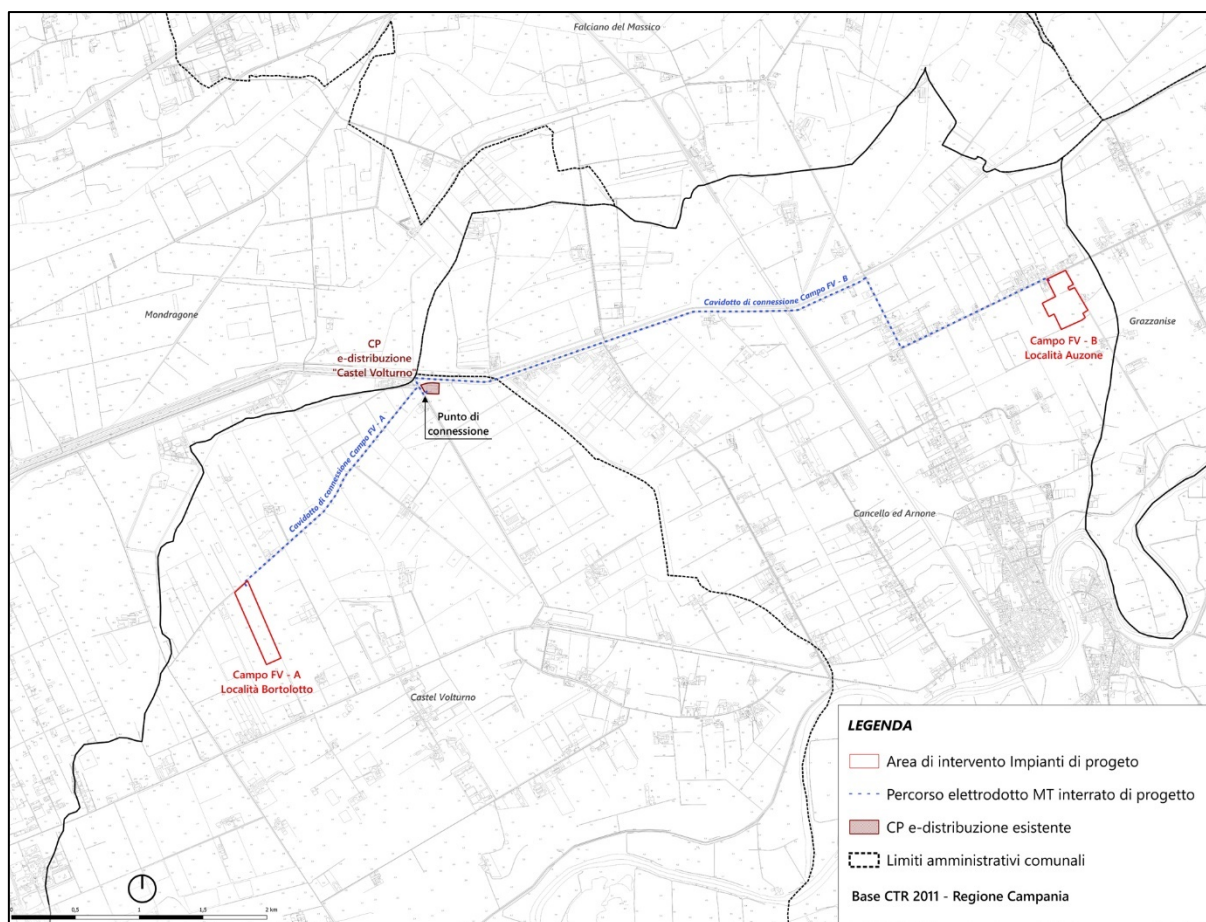 Falciano del Massico
Mondragone
CP
e-distribuzione
"Castel Volturno"
Punto di
connessione
Cavidotto di connessione Campo FV - A
Cavidotto di connessione Campo FV - B
Campo FV - B
Località Auzone
Grazzanise
Cancello ed Arnone
Campo FV - A
Località Bortolotto
Castel Volturno
LEGENDA
Area di intervento Impianti di progeto
Percorso elettrodotto MT interrato di progetto
CP e-distribuzione esistente
Limiti amministrativi comunali
Base CTR 2011 - Regione Campania
0 0,5 1 1,5 2 km